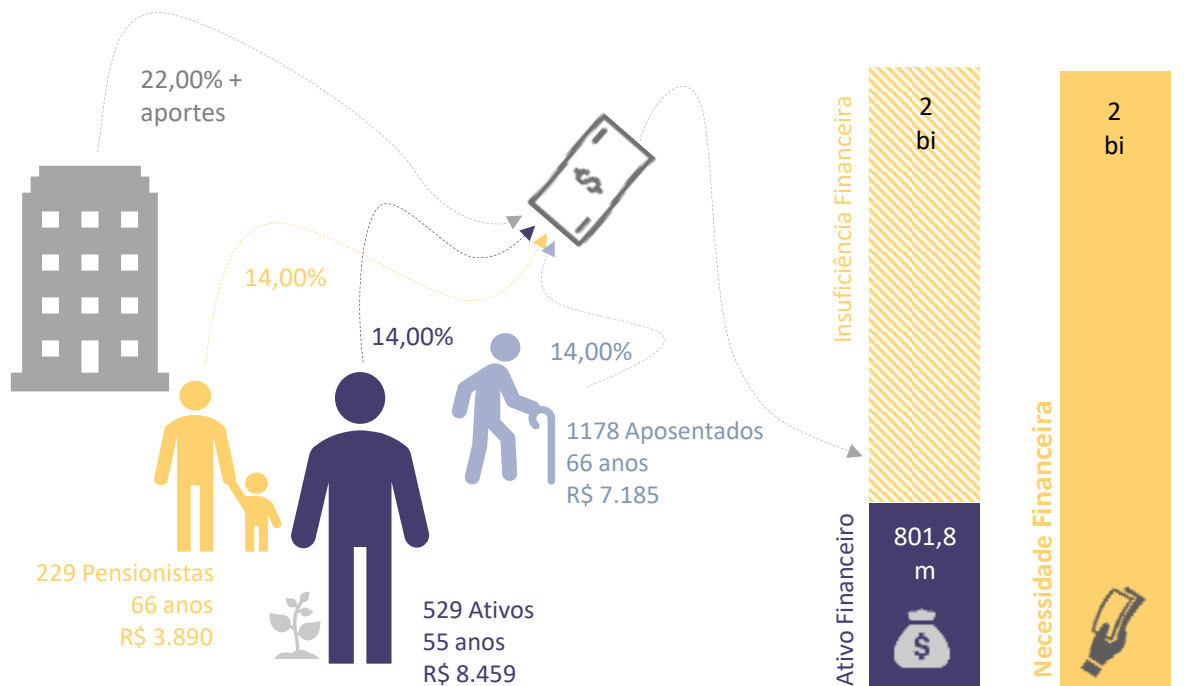 22,00% +
aportes
14,00%
14,00%
14,00%
$
229 Pensionistas
66 anos
R$ 3.890
529 Ativos
55 anos
R$ 8.459
1178 Aposentados
66 anos
R$ 7.185
Insuficiência Financeira
2
bi
Ativo Financeiro
801,8
m
$
Necessidade Financeira
2
bi